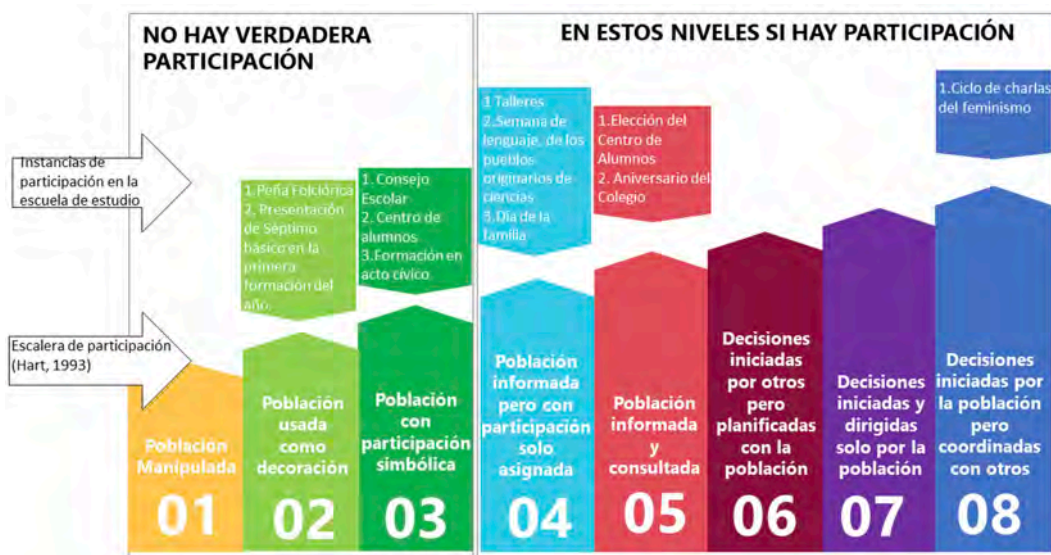 NO HAY VERDADERA
PARTICIPACIÓN
EN ESTOS NIVELES SI HAY PARTICIPACIÓN
Instancias de
participación en la
escuela de estudio
1. Peña Folclórica
2. Presentación
de Séptimo
básico en la
primera
formación del
año.
1. Consejo
Escolar
2. Centro de
alumnos
3.Formación en
acto cívico
1 Talleres
2.Semana de
lenguaje, de los
pueblos
originarios de
ciencias
3.Dia de la
familia
1.Elección del
Centro de
Alumnos
2. Aniversario del
Colegio
1.Ciclo de charlas
del feminismo
Escalera de participación
(Hart, 1993)
Población
Manipulada
01
Población
usada
como
decoración
02
Población
con
participación
simbólica
03
Población
informada
pero con
participación
solo
asignada
04
Población
informada
y
consultada
05
Decisiones
iniciadas
por otros
pero
planificadas
con la
población
06
Decisiones
iniciadas y
dirigidas
solo por la
población
07
Decisiones
iniciadas por
la población
pero
coordinadas
con otros
08